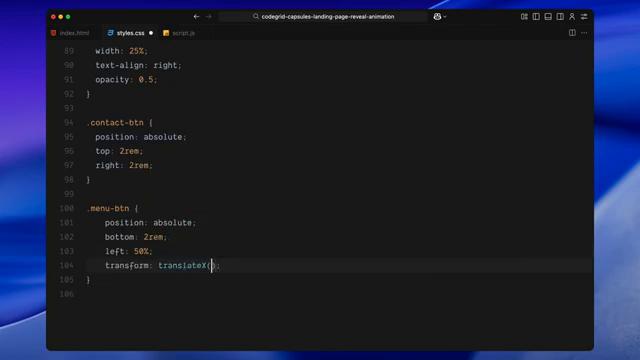 codegrid-capsules-landing-page-reveal-animation
index.html
styles.css
script.js
89 width: 25%;
90 text-align: right;
91 opacity: 0.5;
92 }
93
94 .contact-btn {
95 position: absolute;
96 top: 2rem;
97 right: 2rem;
98 }
99
100 .menu-btn {
101 position: absolute;
102 bottom: 2rem;
103 left: 50%;
104 transform: translateX();
105 }
106